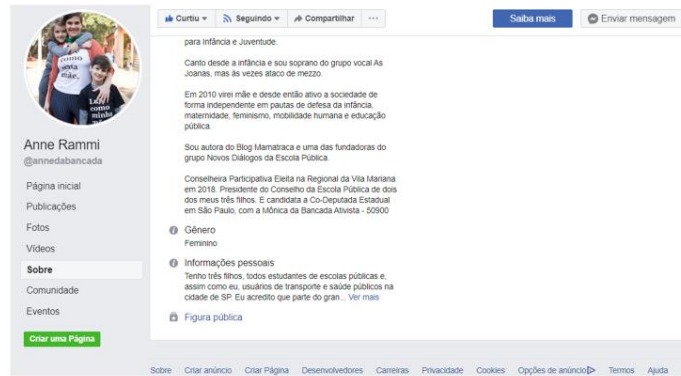 Curtiu
Seguindo
Compartilhar
...
Saiba mais
Enviar mensagem
para Infância e Juventude.
Canto desde a infância e sou soprano do grupo vocal As
Joanas, mas às vezes ataco de mezzo.
Em 2010 virei mãe e desde então ativo a sociedade de
forma independente em pautas de defesa da infância,
maternidade, feminismo, mobilidade humana e educação
pública.
Sou autora do Blog Mamatraca e uma das fundadoras do
grupo Novos Diálogos da Escola Pública.
Conselheira Participativa Eleita na Regional da Vila Mariana
em 2018. Presidente do Conselho da Escola Pública de dois
dos meus três filhos. E candidata a Co-Deputada Estadual
em São Paulo, com a Mônica da Bancada Ativista - 50900
Gênero
Feminino
Informações pessoais
Tenho três filhos, todos estudantes de escolas públicas e,
assim como eu, usuários de transporte e saúde públicos na
cidade de SP. Eu acredito que parte do gran... Ver mais
Figura pública
Anne Rammi
@annedabancada
Página inicial
Publicações
Fotos
Vídeos
Sobre
Comunidade
Eventos
Criar uma Página
Sobre Criar anúncio Criar Página Desenvolvedores Carreiras Privacidade Cookies Opções de anúncio Termos Ajuda